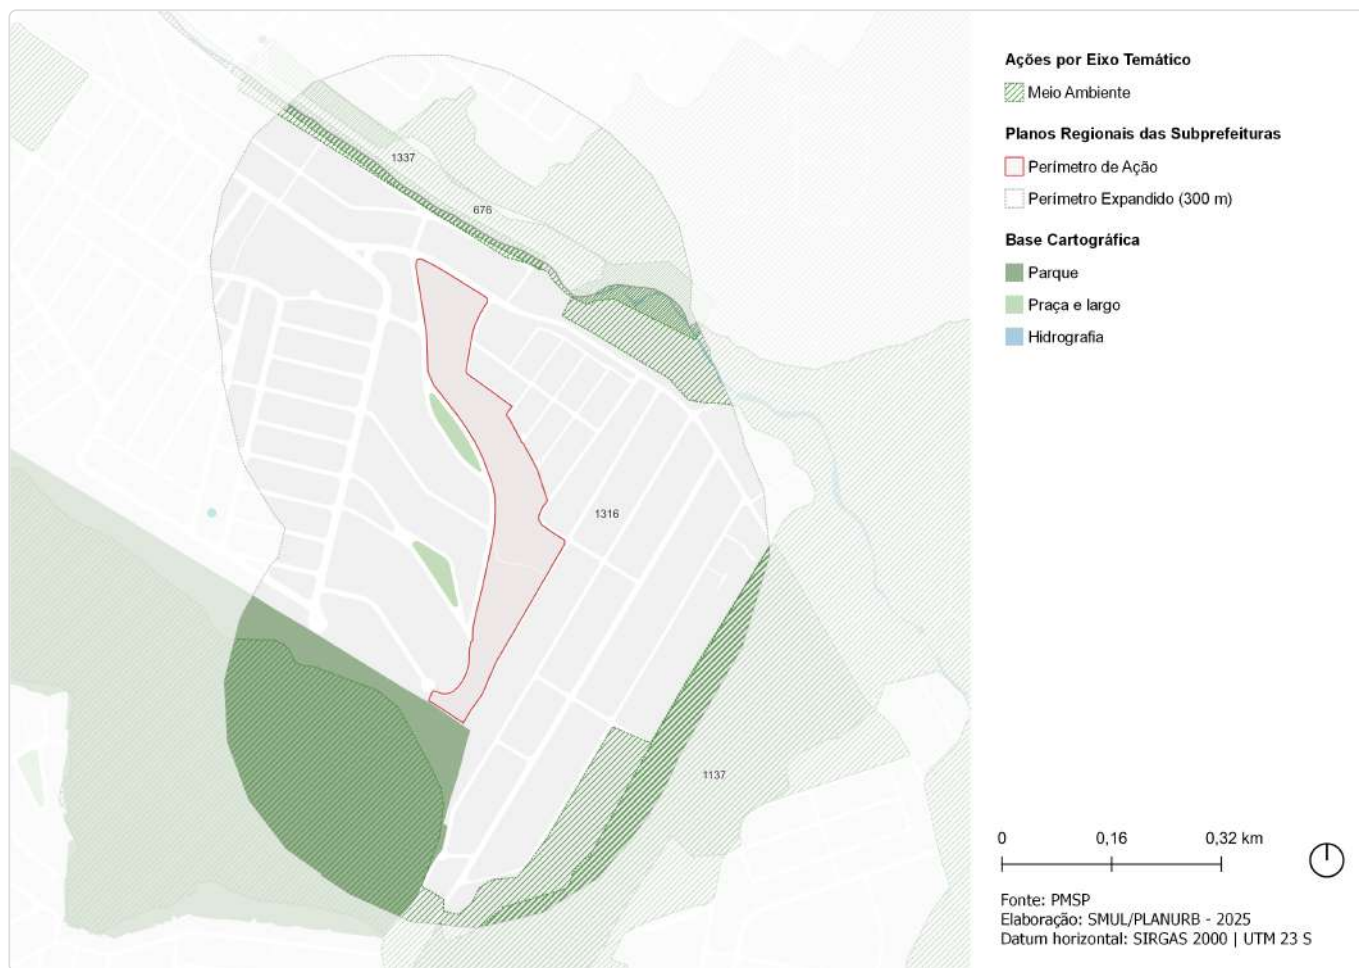 Ações por Eixo Temático
Meio Ambiente
Planos Regionais das Subprefeituras
Perímetro de Ação
Perímetro Expandido (300 m)
Base Cartográfica
Parque
Praça e largo
Hidrografia
1337
676
1316
1137
0 0,16 0,32 km
Fonte: PMSP
Elaboração: SMUL/PLANURB - 2025
Datum horizontal: SIRGAS 2000 | UTM 23 S